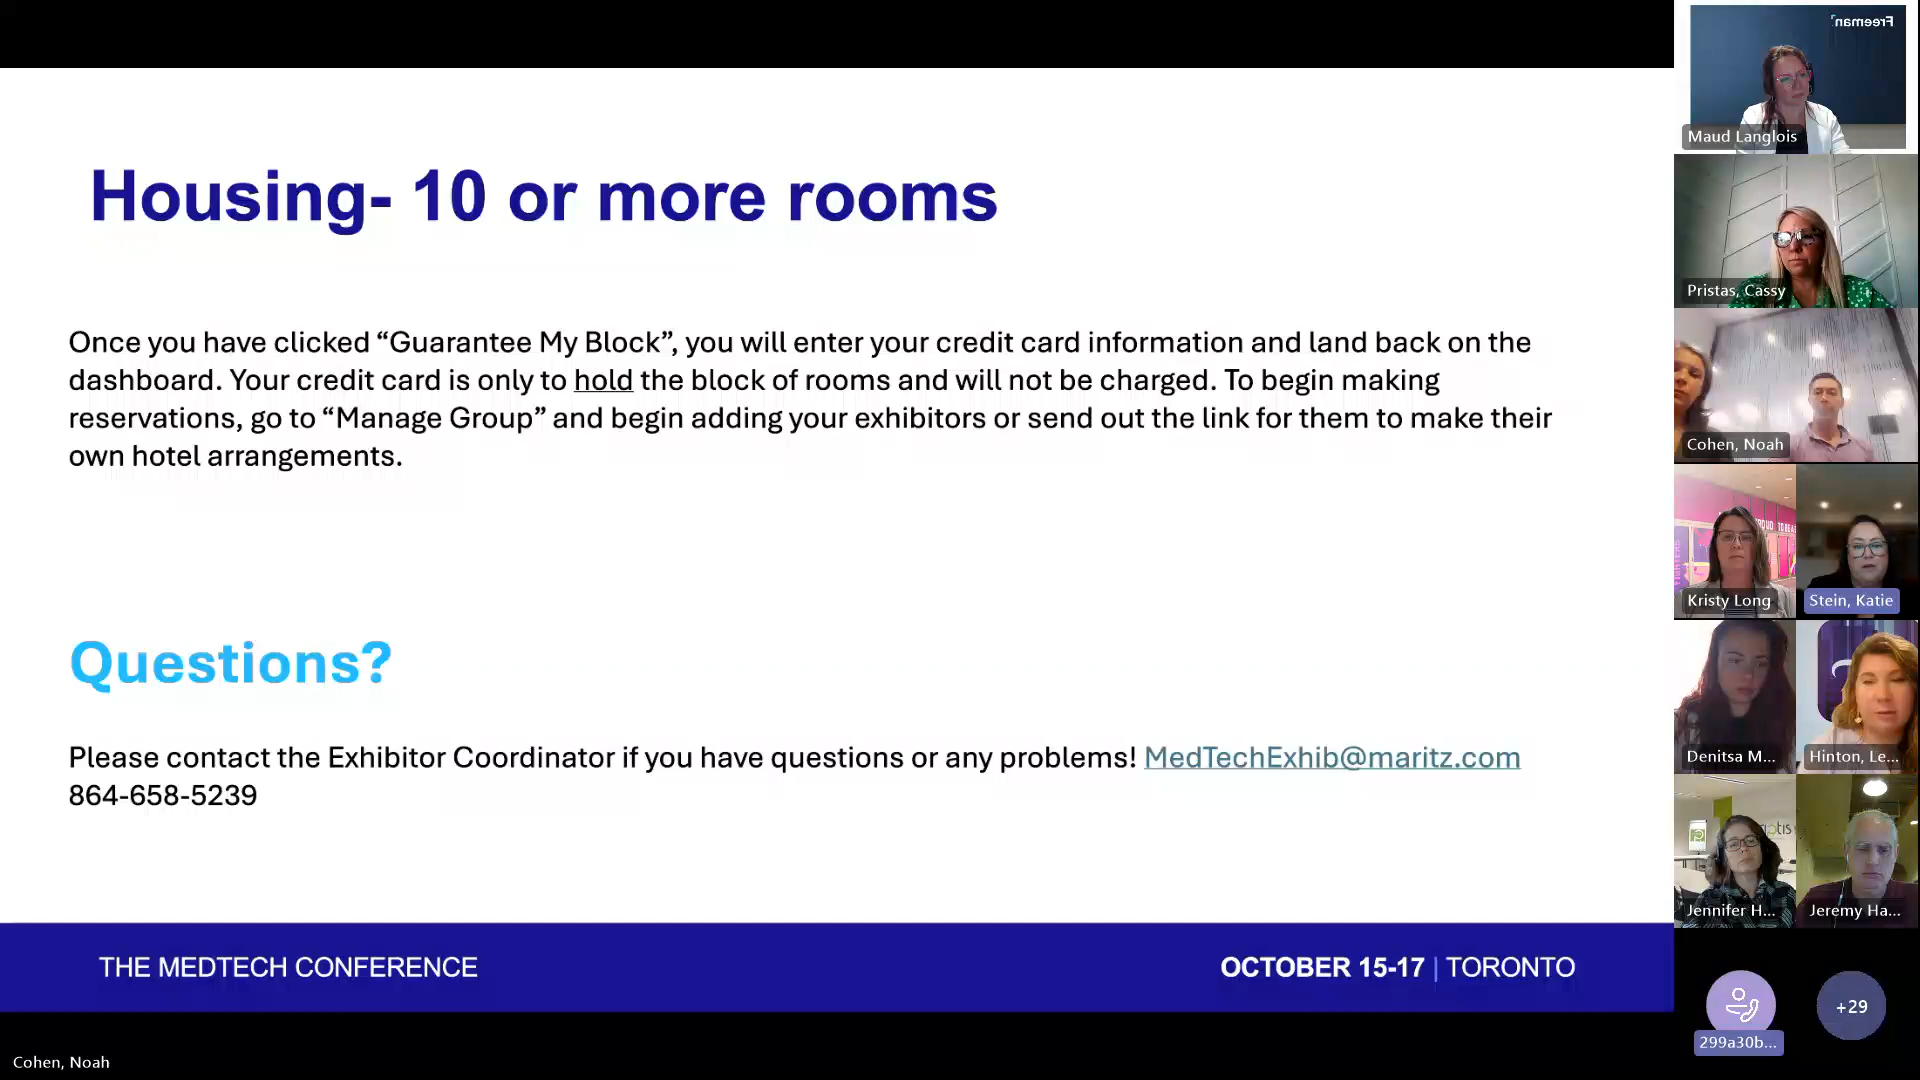 Housing- 10 or more rooms
Once you have clicked “Guarantee My Block”, you will enter your credit card information and land back on the
dashboard. Your credit card is only to hold the block of rooms and will not be charged. To begin making
reservations, go to “Manage Group” and begin adding your exhibitors or send out the link for them to make their
own hotel arrangements.
Questions?
Please contact the Exhibitor Coordinator if you have questions or any problems! MedTechExhib@maritz.com
864-658-5239
THE MEDTECH CONFERENCE
OCTOBER 15-17 | TORONTO
Cohen, Noah
Freeman
Maud Langlois
Pristas, Cassy
Cohen, Noah
Kristy Long
Stein, Katie
Denitsa M...
Hinton, Le...
Jennifer H...
Jeremy Ha...
299a30b...
+29